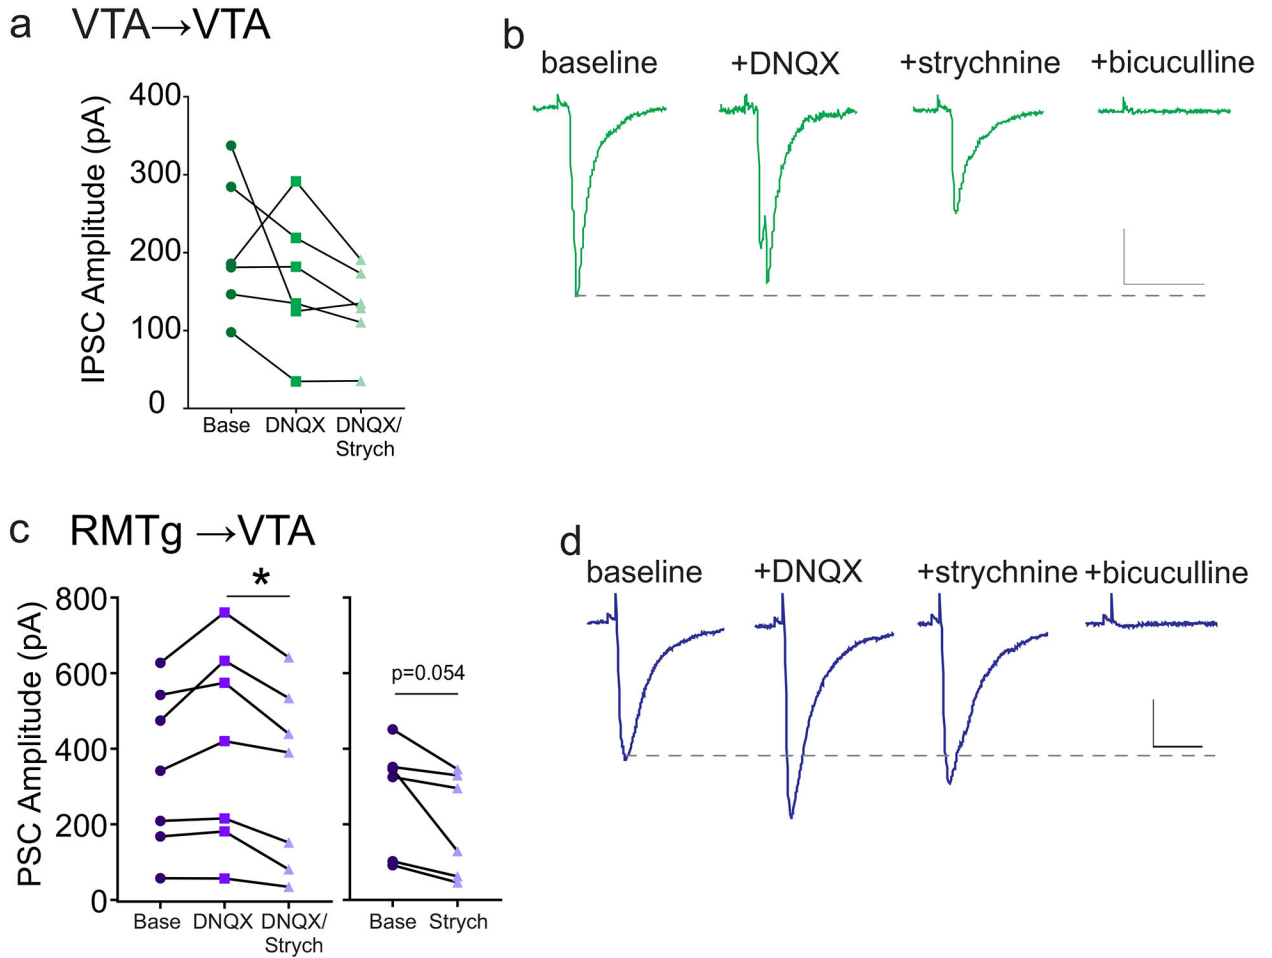 a VTA→VTA
IPSC Amplitude (pA)
400
300
200
100
0
Base DNQX DNQX/
Strych
b
baseline +DNQX +strychnine +bicuculline
c RMTg →VTA
PSC Amplitude (pA)
800
600
400
200
0
*
Base DNQX DNQX/
Strych
p=0.054
Base Strych
d
baseline +DNQX +strychnine +bicuculline